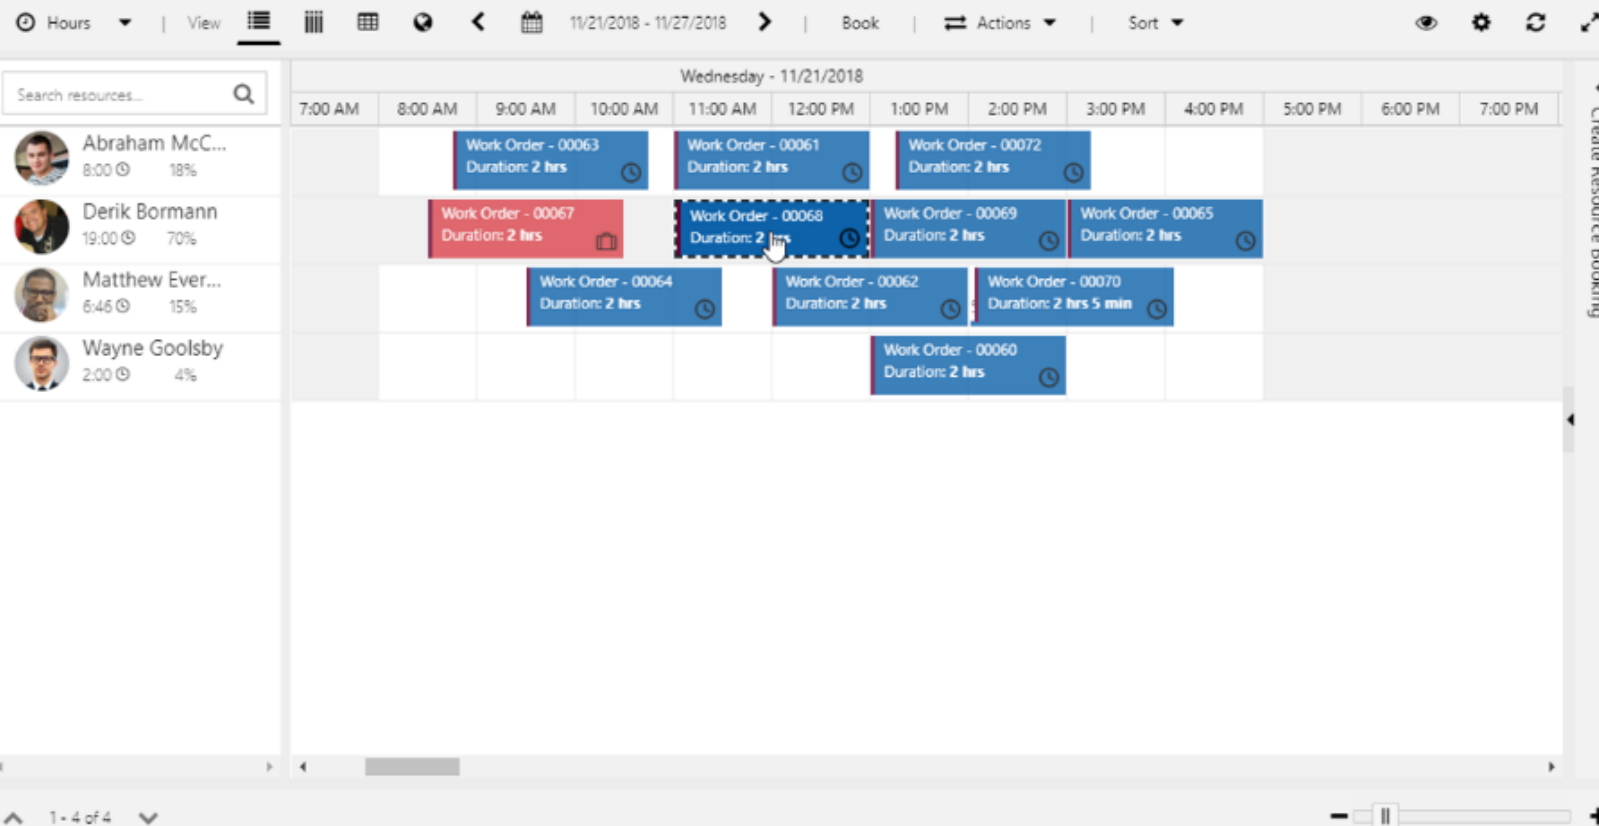 Hours | View 11/21/2018 - 11/27/2018 | Book | Actions | Sort
Wednesday - 11/21/2018
Search resources...
7:00 AM 8:00 AM 9:00 AM 10:00 AM 11:00 AM 12:00 PM 1:00 PM 2:00 PM 3:00 PM 4:00 PM 5:00 PM 6:00 PM 7:00 PM
Abraham McC...
8:00 18%
Work Order - 00063
Duration: 2 hrs
Work Order - 00061
Duration: 2 hrs
Work Order - 00072
Duration: 2 hrs
Derik Bormann
19:00 70%
Work Order - 00067
Duration: 2 hrs
Work Order - 00068
Duration: 2 hrs
Work Order - 00069
Duration: 2 hrs
Work Order - 00065
Duration: 2 hrs
Matthew Ever...
6:46 15%
Work Order - 00064
Duration: 2 hrs
Work Order - 00062
Duration: 2 hrs
Work Order - 00070
Duration: 2 hrs 5 min
Wayne Goolsby
2:00 4%
Work Order - 00060
Duration: 2 hrs
Create Resource Booking
1 - 4 of 4